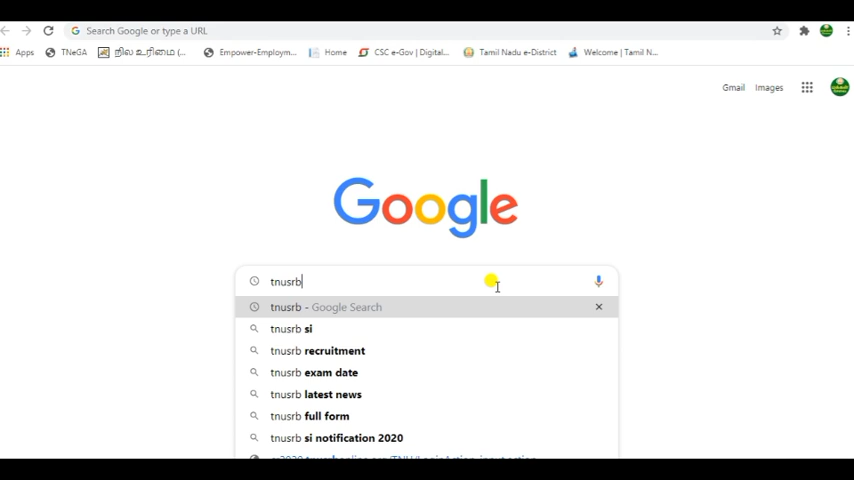 Search Google or type a URL
Apps TNeGA நில உரிமை (... Empower-Employm... Home CSC e-Gov | Digital... Tamil Nadu e-District Welcome | Tamil N...
Gmail Images
Google
tnusrb
tnusrb - Google Search
tnusrb si
tnusrb recruitment
tnusrb exam date
tnusrb latest news
tnusrb full form
tnusrb si notification 2020